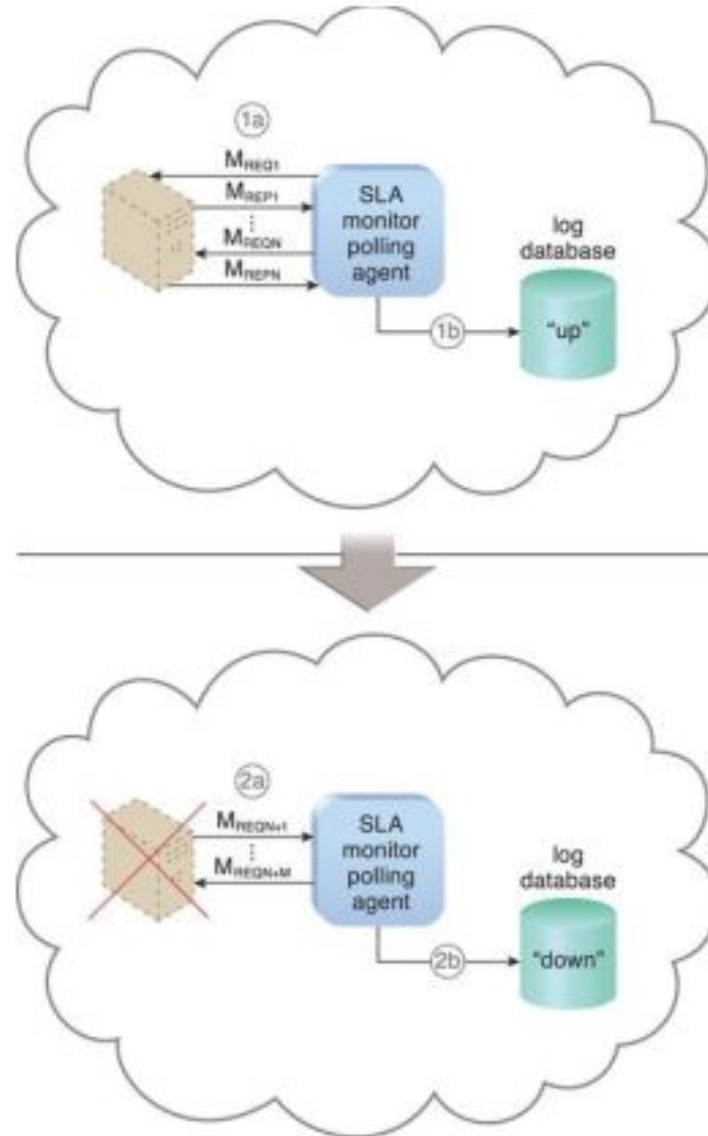 1a
MREQ1
MREP1
⋮
MREQN
MREPN
SLA
monitor
polling
agent
log
database
1b
"up"
2a
MREQN+1
⋮
MREQN+M
SLA
monitor
polling
agent
log
database
2b
"down"